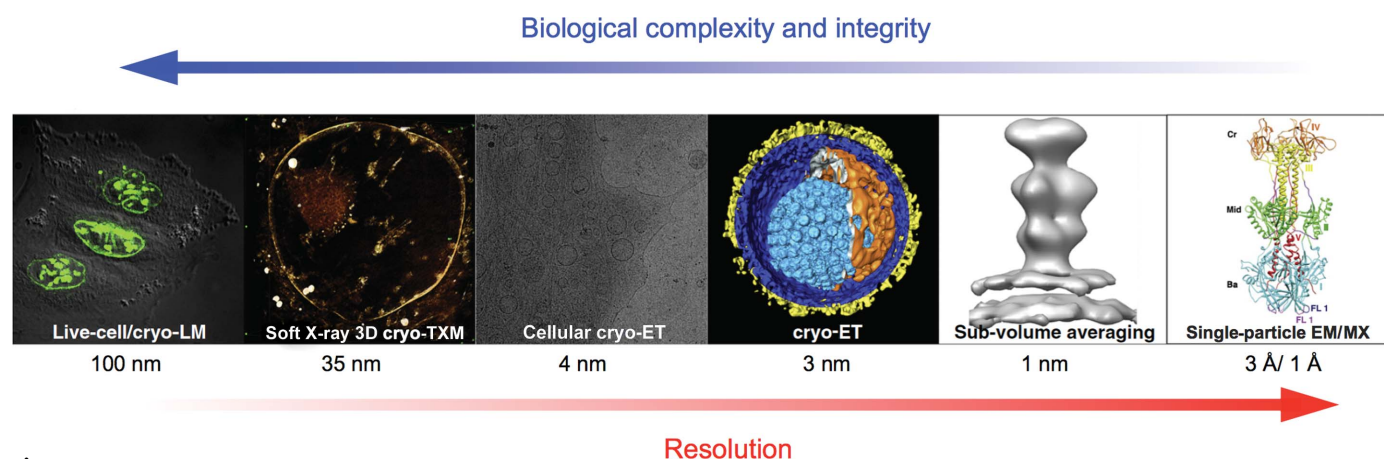 Biological complexity and integrity
Cr
IV
III
Mid
II
V
Ba
I
FL 1
FL 1
Live-cell/cryo-LM
Soft X-ray 3D cryo-TXM
Cellular cryo-ET
cryo-ET
Sub-volume averaging
Single-particle EM/MX
100 nm
35 nm
4 nm
3 nm
1 nm
3 Å/ 1 Å
Resolution